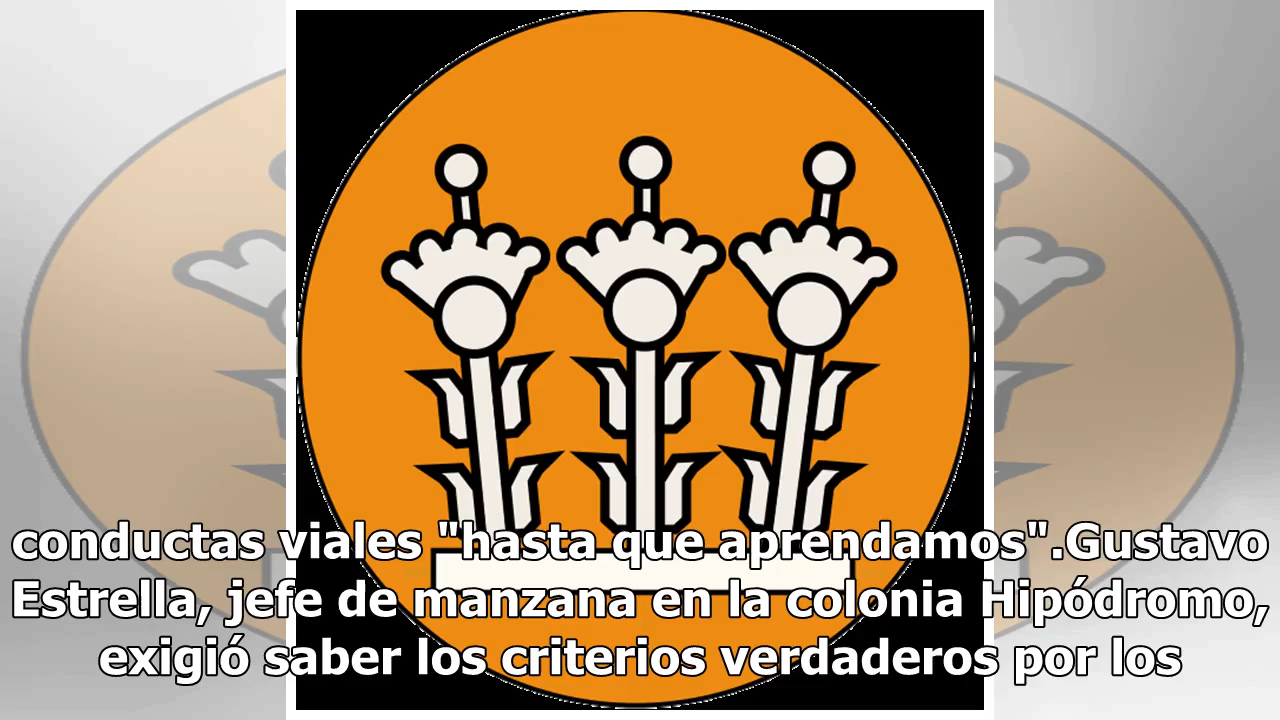 conductas viales "hasta que aprendamos".Gustavo
Estrella, jefe de manzana en la colonia Hipódromo,
exigió saber los criterios verdaderos por los